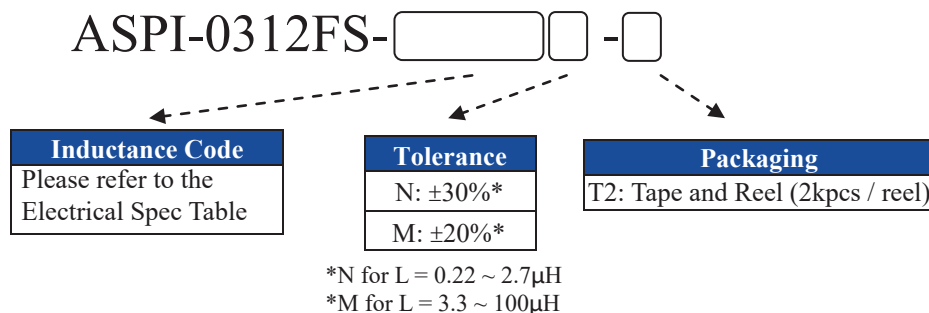 ASPI-0312FS- -
Inductance Code
Please refer to the
Electrical Spec Table
Tolerance
N: ±30%*
M: ±20%*
*N for L = 0.22 ~ 2.7µH
*M for L = 3.3 ~ 100µH
Packaging
T2: Tape and Reel (2kpcs / reel)